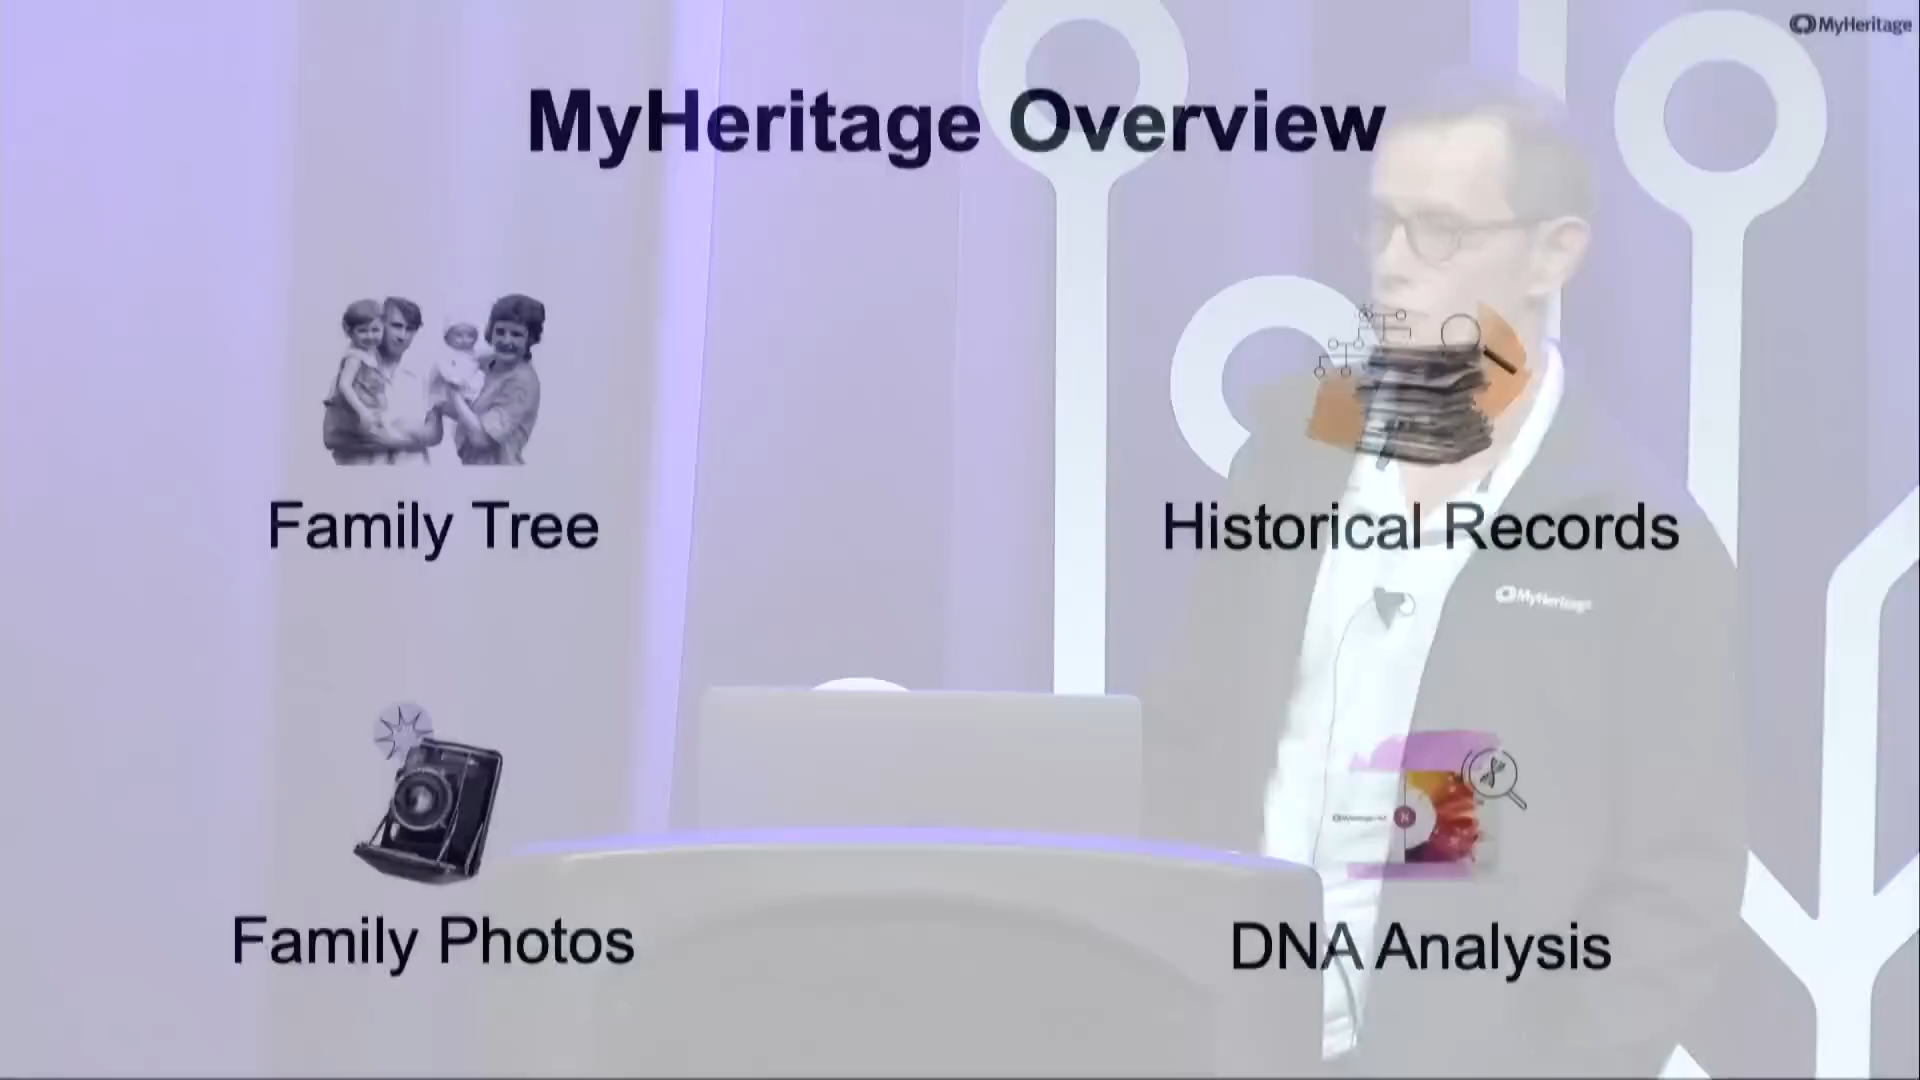 MyHeritage
MyHeritage Overview
Family Tree
Historical Records
MyHeritage
Family Photos
DNA Analysis